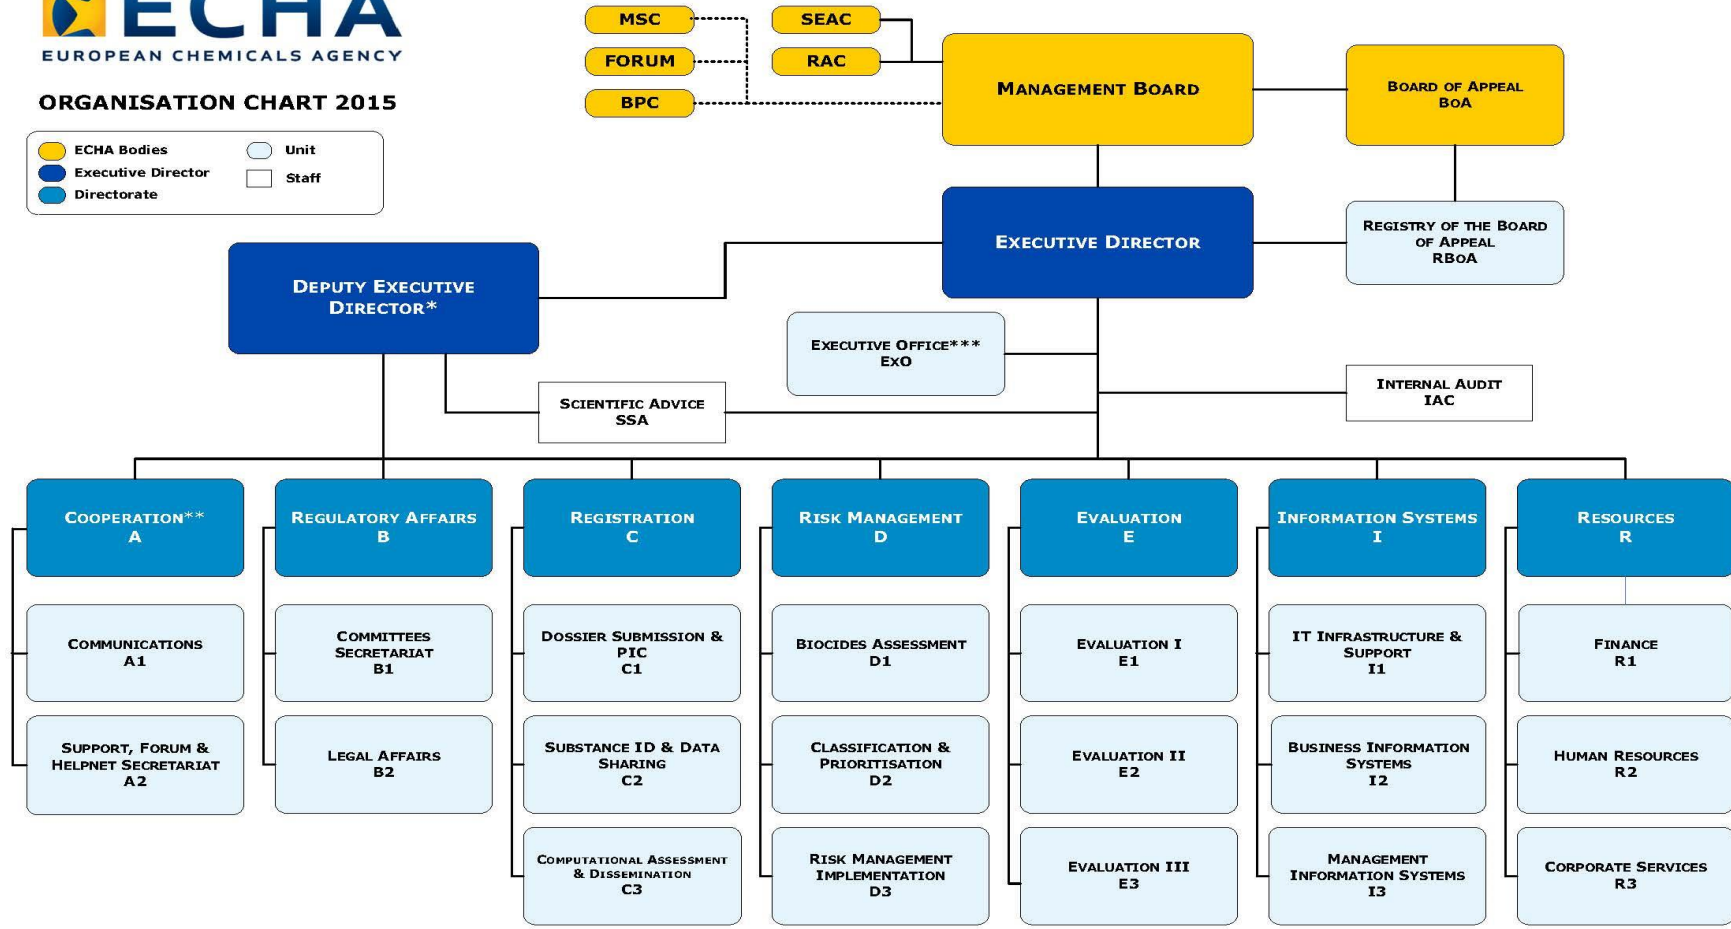 ECHA
EUROPEAN CHEMICALS AGENCY
ORGANISATION CHART 2015
ECHA Bodies
Executive Director
Directorate
Unit
Staff
MSC
FORUM
BPC
SEAC
RAC
MANAGEMENT BOARD
BOARD OF APPEAL
BOA
EXECUTIVE DIRECTOR
REGISTRY OF THE BOARD
OF APPEAL
RBOA
DEPUTY EXECUTIVE
DIRECTOR*
EXECUTIVE OFFICE***
EXO
SCIENTIFIC ADVICE
SSA
INTERNAL AUDIT
IAC
COOPERATION**
A
REGULATORY AFFAIRS
B
REGISTRATION
C
RISK MANAGEMENT
D
EVALUATION
E
INFORMATION SYSTEMS
I
RESOURCES
R
COMMUNICATIONS
A1
COMMITTEES
SECRETARIAT
B1
DOSSIER SUBMISSION &
PIC
C1
BIOCIDES ASSESSMENT
D1
EVALUATION I
E1
IT INFRASTRUCTURE &
SUPPORT
I1
FINANCE
R1
SUPPORT, FORUM &
HELPNET SECRETARIAT
A2
LEGAL AFFAIRS
B2
SUBSTANCE ID & DATA
SHARING
C2
CLASSIFICATION &
PRIORITISATION
D2
EVALUATION II
E2
BUSINESS INFORMATION
SYSTEMS
I2
HUMAN RESOURCES
R2
COMPUTATIONAL ASSESSMENT
& DISSEMINATION
C3
RISK MANAGEMENT
IMPLEMENTATION
D3
EVALUATION III
E3
MANAGEMENT
INFORMATION SYSTEMS
I3
CORPORATE SERVICES
R3